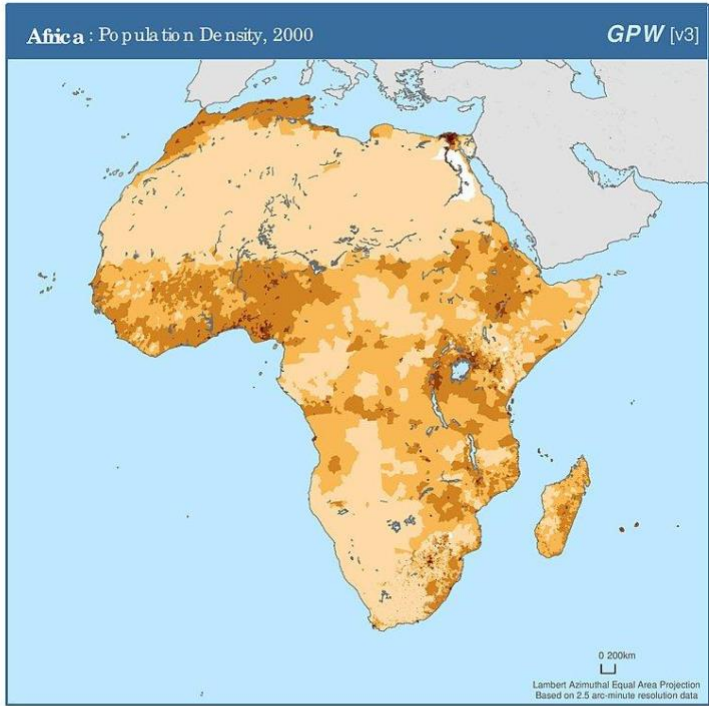 Africa : Population Density, 2000
GPW [v3]
0 200km
Lambert Azimuthal Equal Area Projection
Based on 2.5 arc-minute resolution data